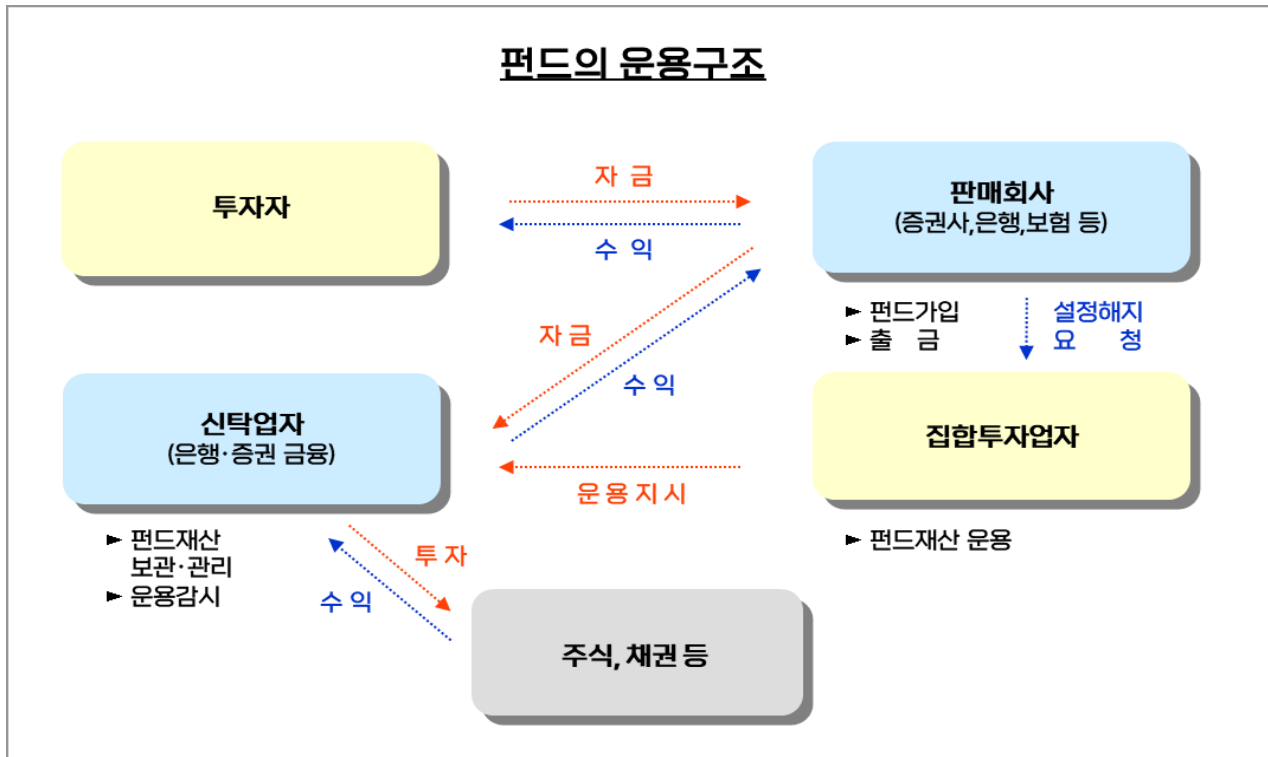 펀드의 운용구조
투자자
자 금
수 익
판매회사
(증권사,은행,보험 등)
► 펀드가입
► 출 금
설정해지
요 청
자 금
수 익
신탁업자
(은행·증권 금융)
집합투자업자
운 용 지 시
► 펀드재산
보관·관리
► 운용감시
► 펀드재산 운용
투 자
수 익
주식, 채권 등